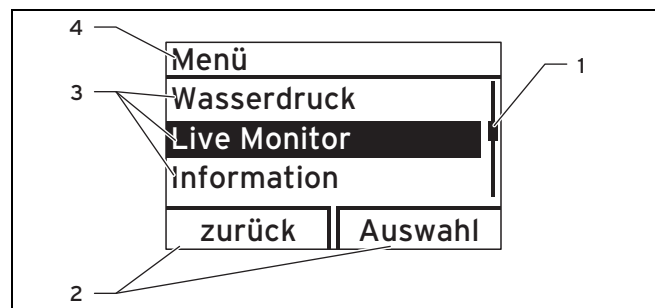 4
Menü
1
3
Wasserdruck
Live Monitor
Information
zurück Auswahl
2